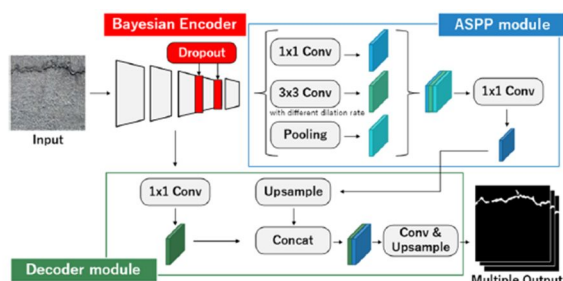 Bayesian Encoder
ASPP module
Dropout
1x1 Conv
3x3 Conv
with different dilation rate
Pooling
1x1 Conv
Input
1x1 Conv
Upsample
Concat
Conv &
Upsample
Decoder module
Multiple Output